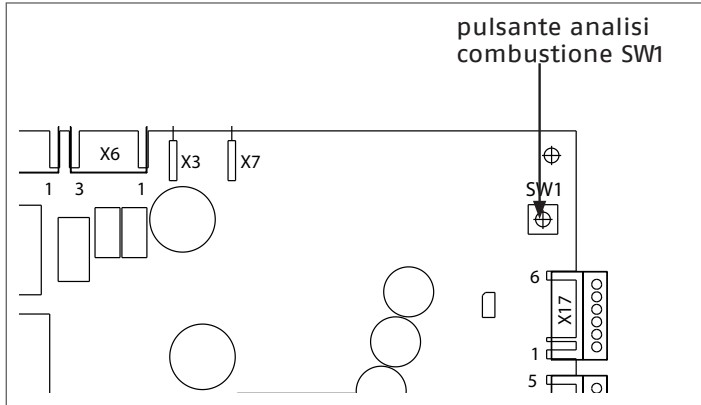 pulsante analisi
combustione SW1
X6
X3
X7
1
3
1
SW1
6
X17
1
5